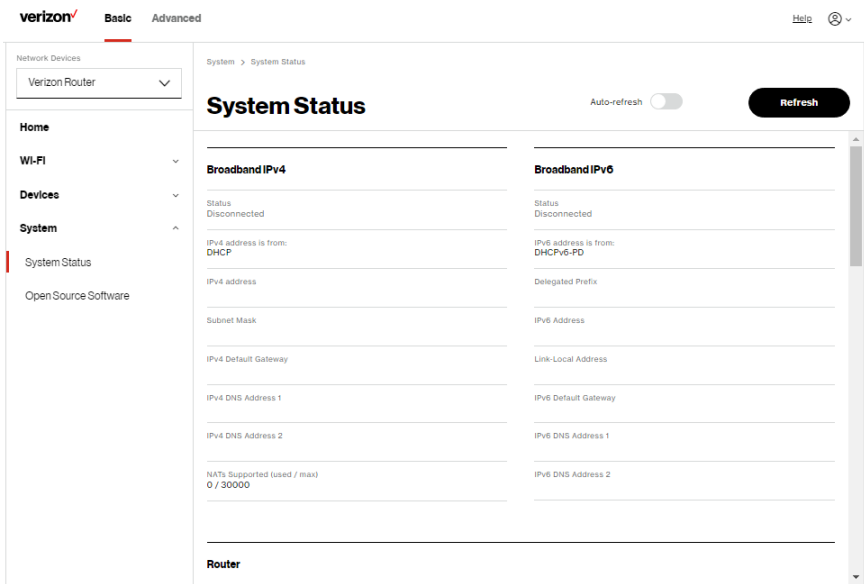 verizon✓
Basic
Advanced
Help
Network Devices
Verizon Router
Home
Wi-Fi
Devices
System
System Status
Open Source Software
System > System Status
System Status
Auto-refresh
Refresh
Broadband IPv4
Status
Disconnected
IPv4 address is from:
DHCP
IPv4 address
Subnet Mask
IPv4 Default Gateway
IPv4 DNS Address 1
IPv4 DNS Address 2
NATs Supported (used / max)
0 / 30000
Broadband IPv6
Status
Disconnected
IPv6 address is from:
DHCPv6-PD
Delegated Prefix
IPv6 Address
Link-Local Address
IPv6 Default Gateway
IPv6 DNS Address 1
IPv6 DNS Address 2
Router